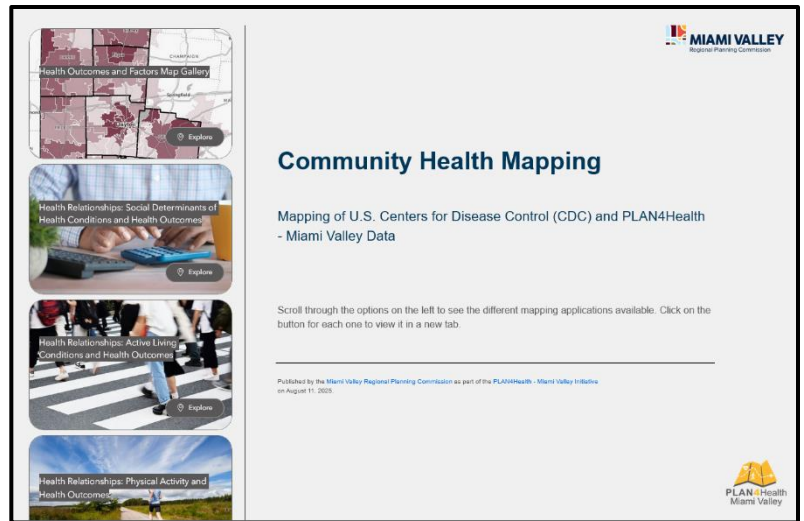 CHAMPAIGN
Health Outcomes and Factors Map Gallery
Springfield
Dayton
Explore
Health Relationships: Social Determinants of
Health Conditions and Health Outcomes
Explore
Health Relationships: Active Living
Conditions and Health Outcomes
Explore
Health Relationships: Physical Activity and
Health Outcomes
MIAMI VALLEY
Regional Planning Commission
Community Health Mapping
Mapping of U.S. Centers for Disease Control (CDC) and PLAN4Health
- Miami Valley Data
Scroll through the options on the left to see the different mapping applications available. Click on the
button for each one to view it in a new tab.
Published by the Miami Valley Regional Planning Commission as part of the PLAN4Health - Miami Valley Initiative
on August 11, 2025.
PLAN4Health
Miami Valley